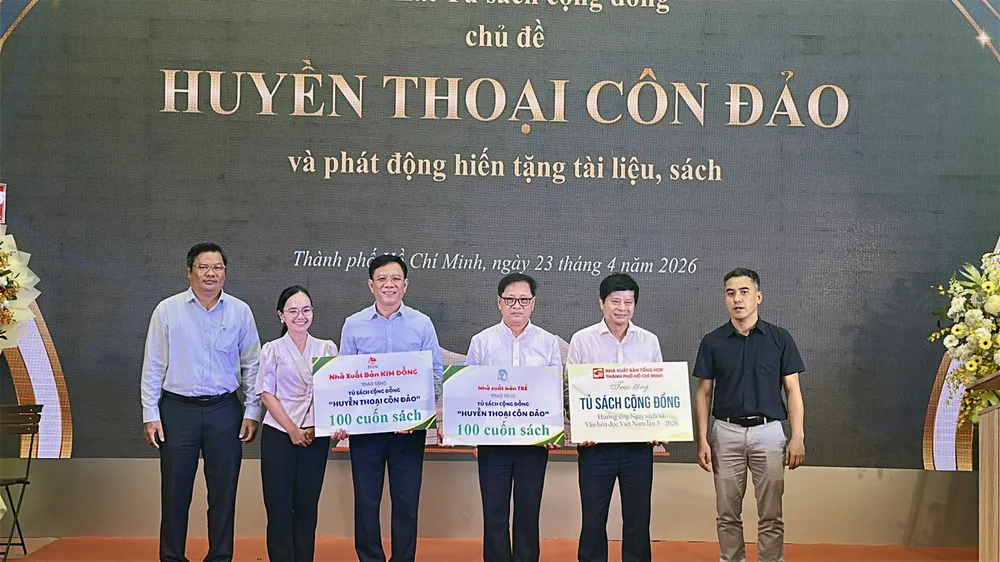 Tủ sách cộng đồng
chủ đề
HUYỀN THOẠI CÔN ĐẢO
và phát động hiến tặng tài liệu, sách
Thành phố Hồ Chí Minh, ngày 23 tháng 4 năm 2026
Nhà Xuất Bản KIM ĐỒNG
TRAO TẶNG
TỦ SÁCH CỘNG ĐỒNG
"HUYỀN THOẠI CÔN ĐẢO"
100 cuốn sách
Nhà xuất bản TRẺ
TRAO TẶNG
TỦ SÁCH CỘNG ĐỒNG
"HUYỀN THOẠI CÔN ĐẢO"
100 cuốn sách
NHÀ XUẤT BẢN TỔNG HỢP
THÀNH PHỐ HỒ CHÍ MINH
Trao tặng
TỦ SÁCH CỘNG ĐỒNG
Hưởng ứng Ngày sách và
Văn hóa đọc Việt Nam lần 5 - 2026